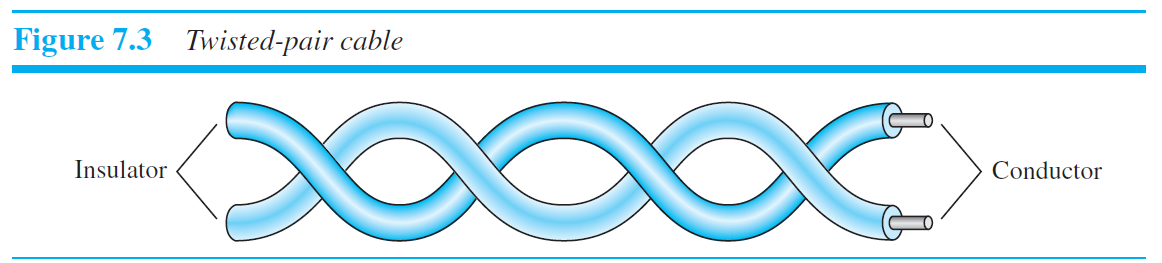 Figure 7.3 Twisted-pair cable
Insulator
Conductor